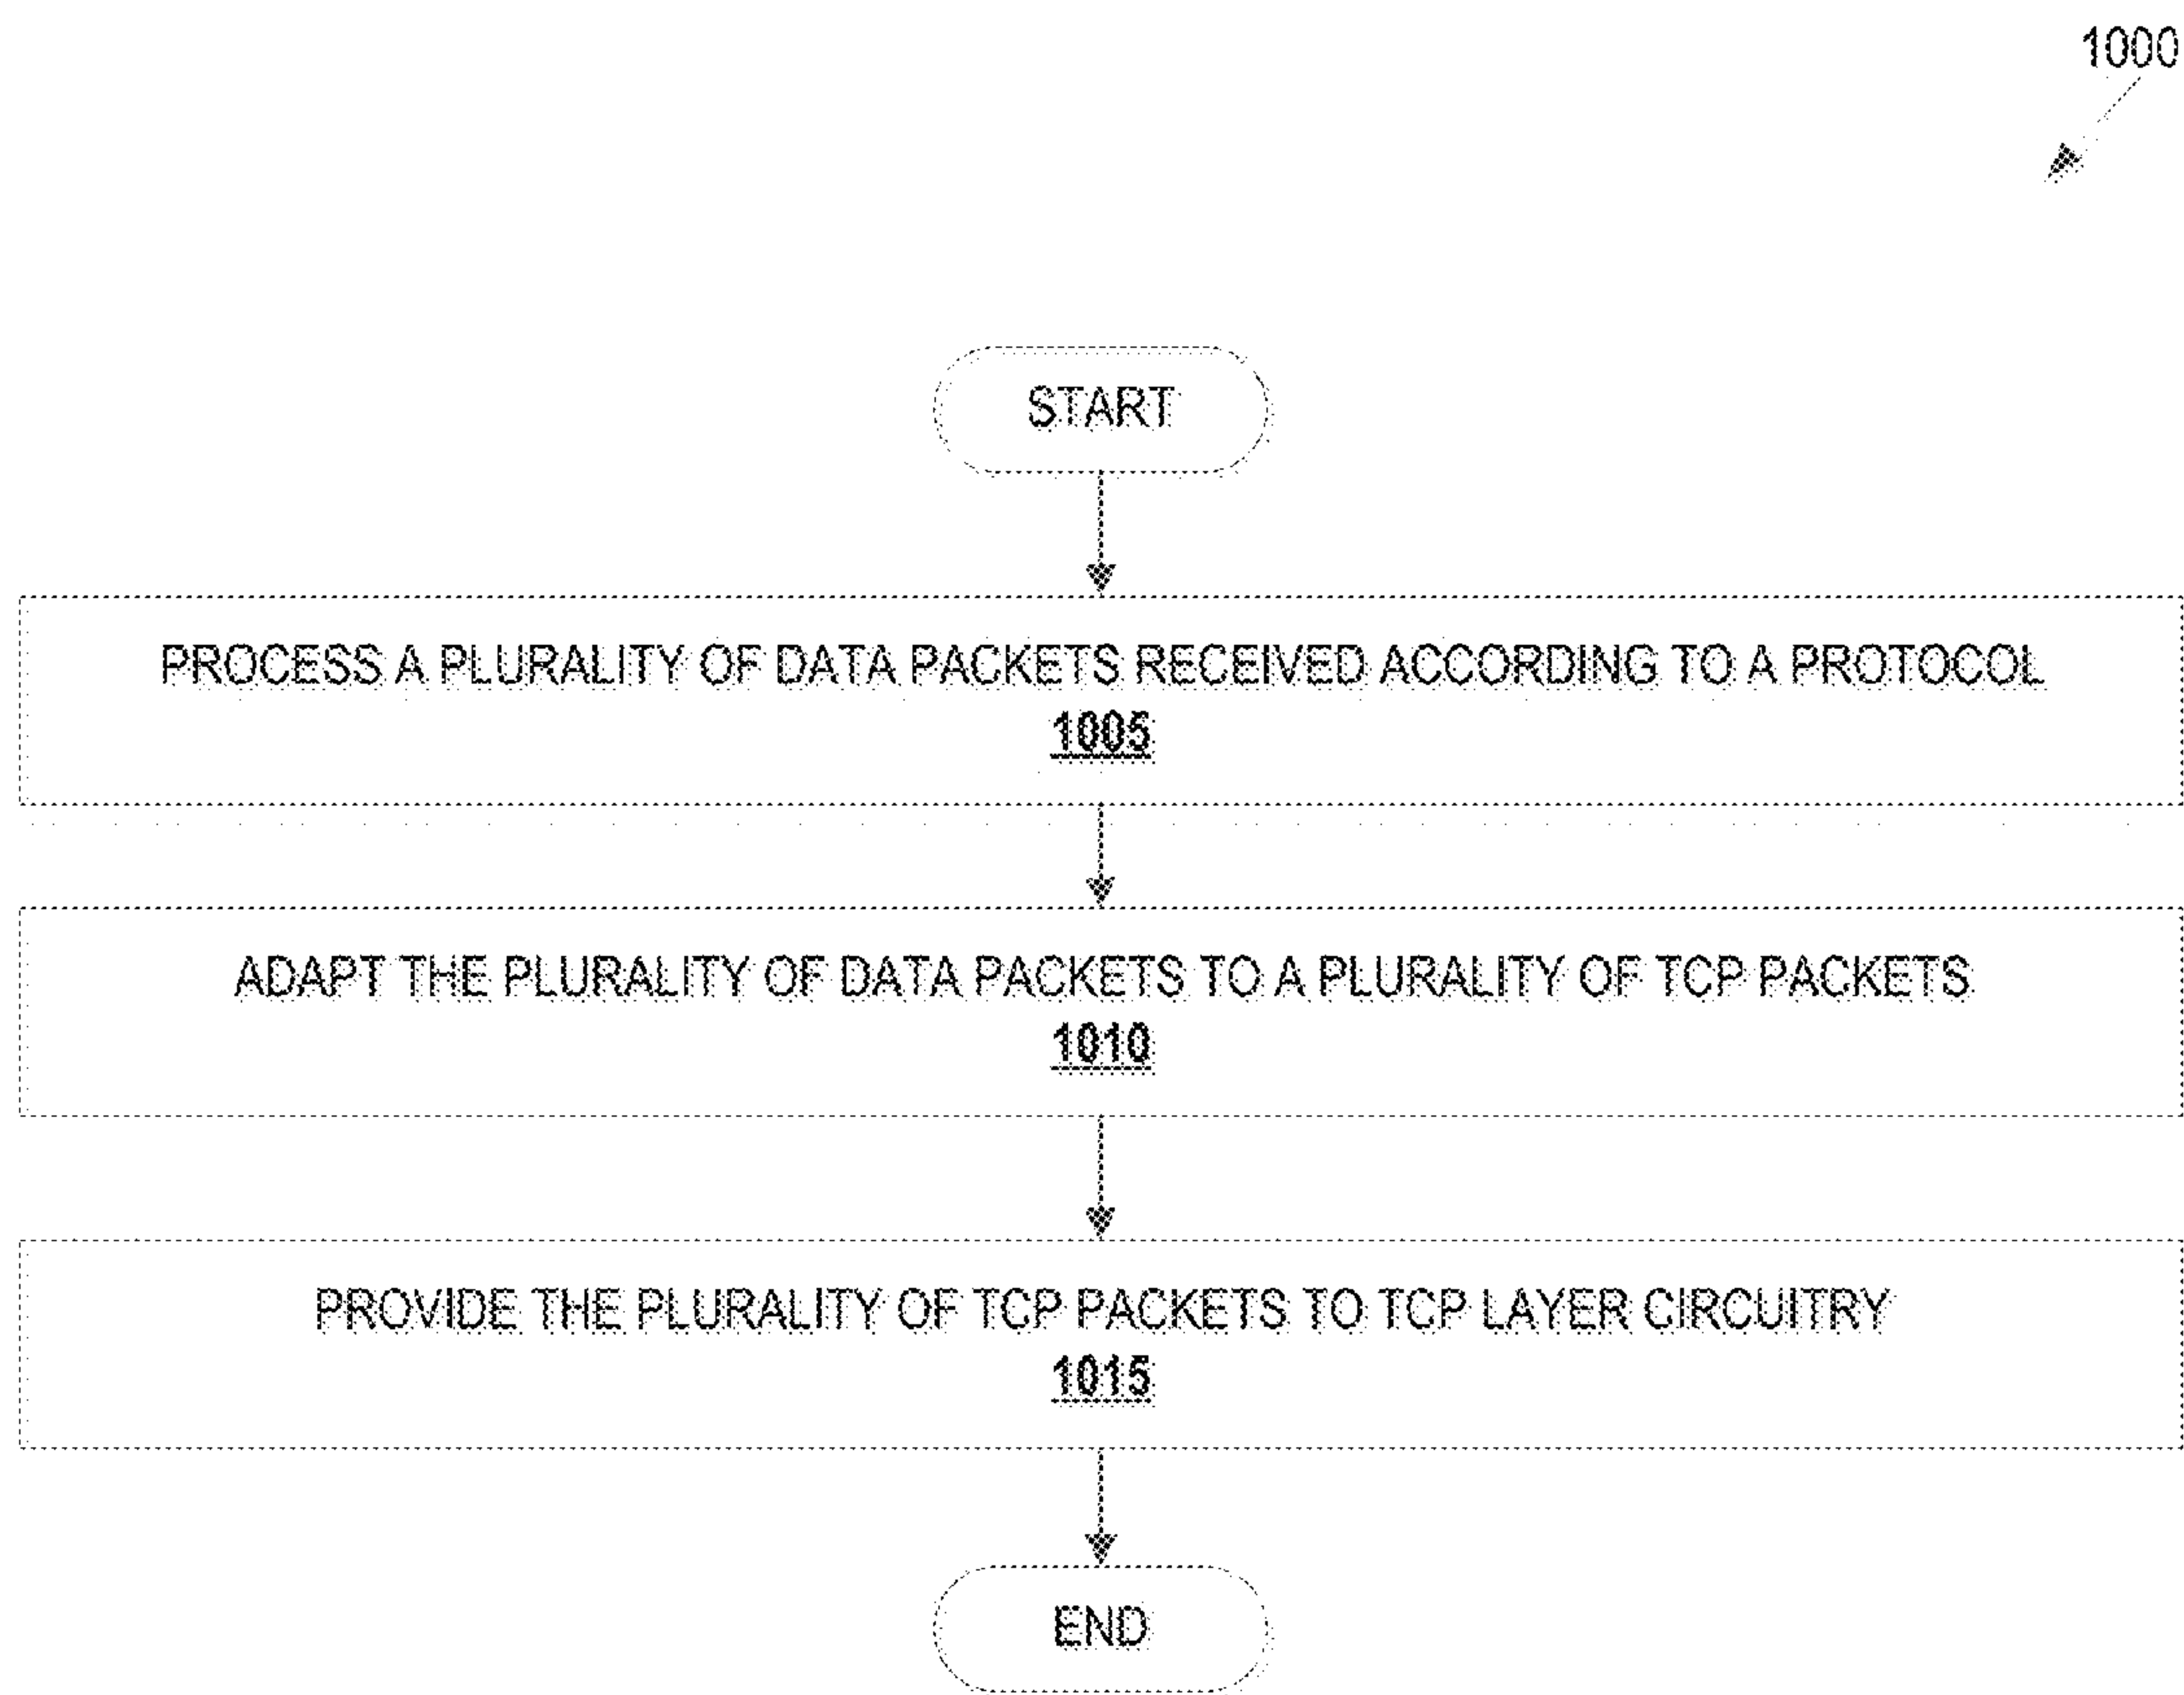 1000
START
PROCESS A PLURALITY OF DATA PACKETS RECEIVED ACCORDING TO A PROTOCOL
1005
ADAPT THE PLURALITY OF DATA PACKETS TO A PLURALITY OF TCP PACKETS
1010
PROVIDE THE PLURALITY OF TCP PACKETS TO TCP LAYER CIRCUITRY
1015
END